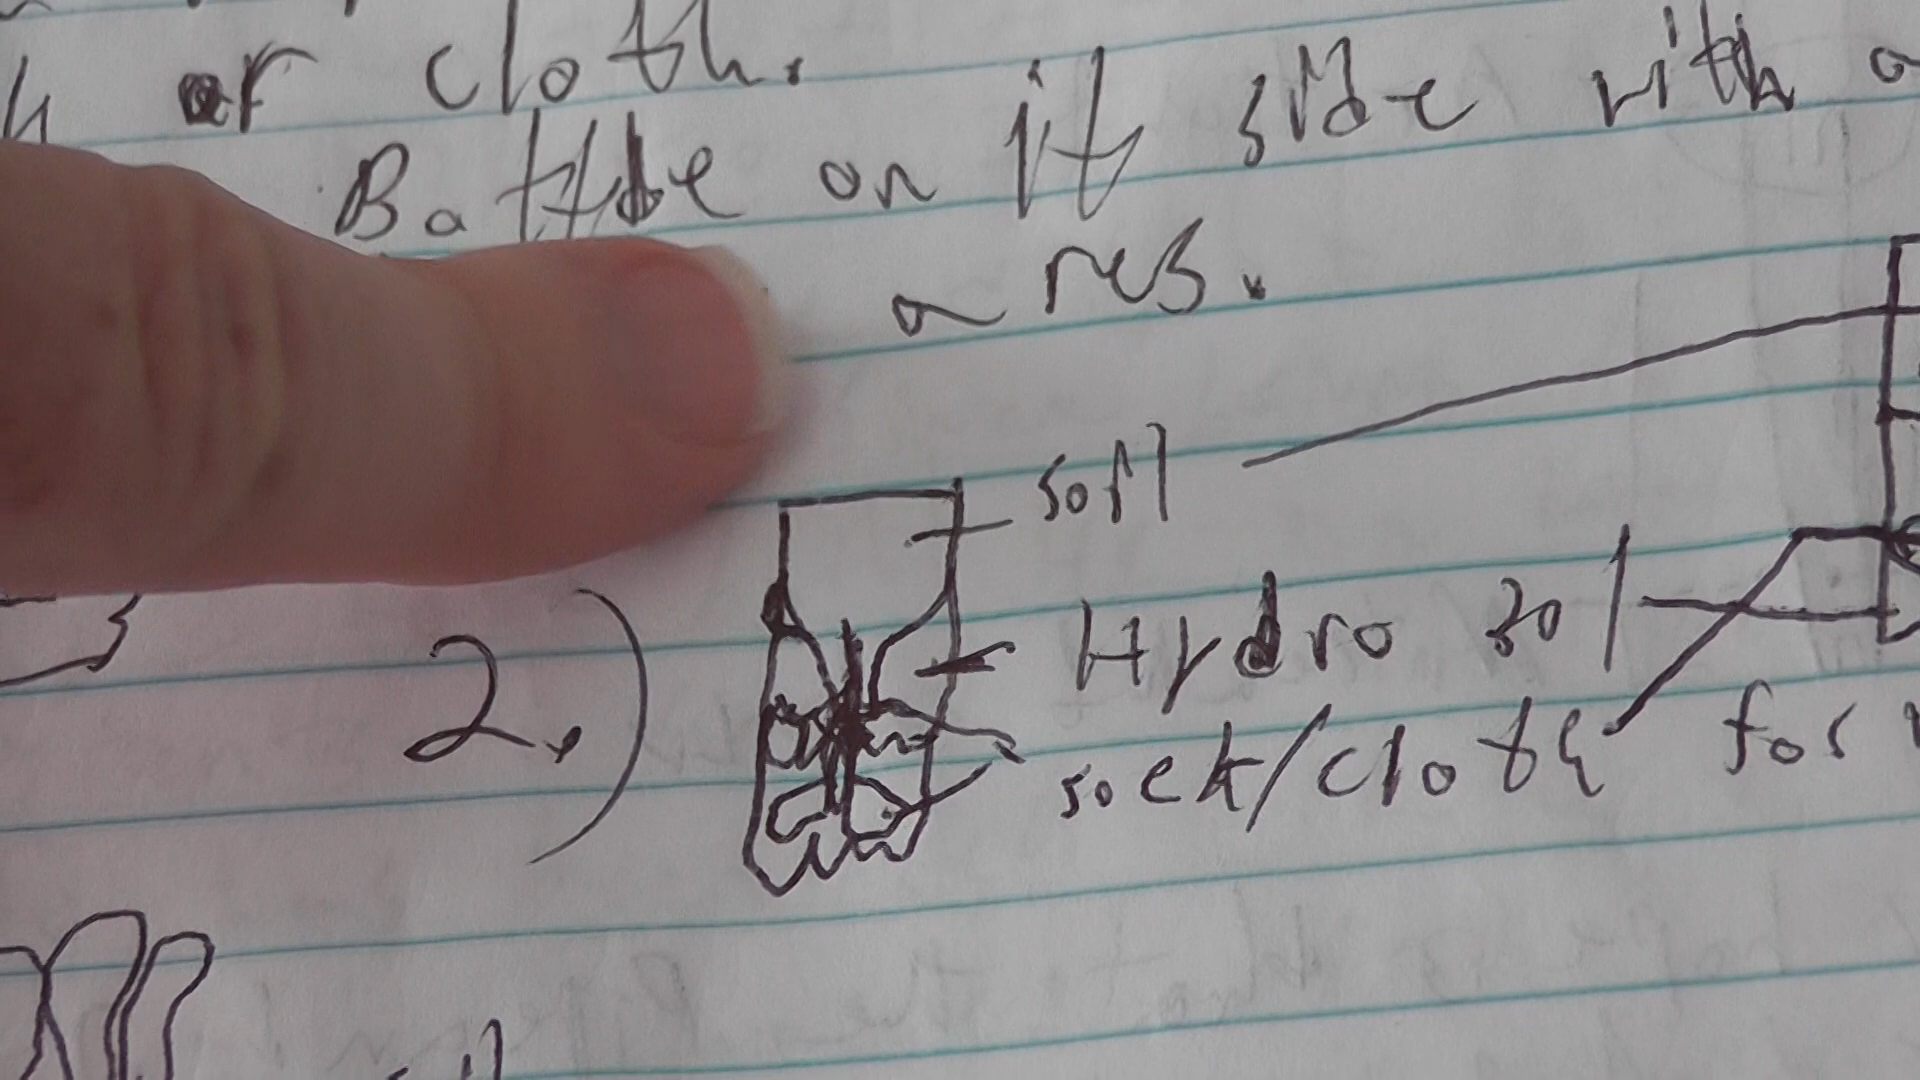 or cloth.
Bottle on it side with a
a res.
soil
2.)
Hydro sol
sock/cloth
for